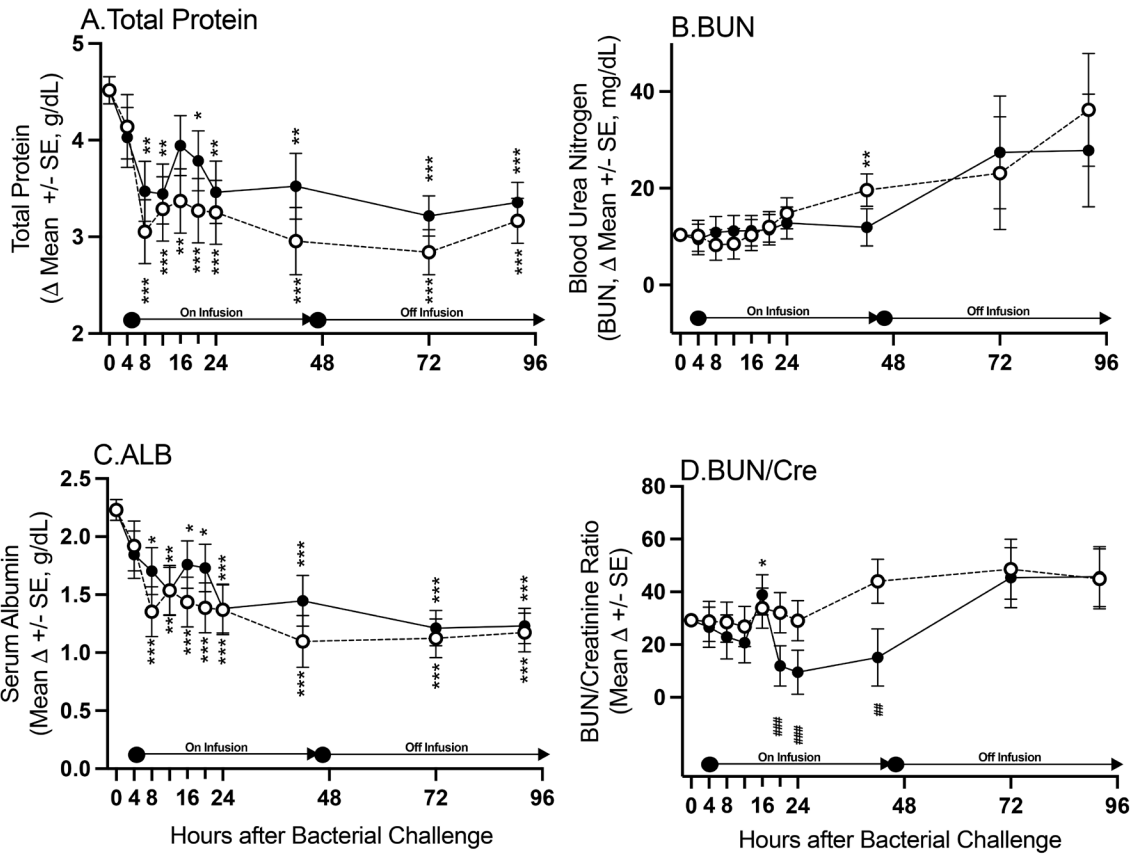 A.Total Protein
Total Protein
(Δ Mean +/- SE, g/dL)
5
4
3
2
** ** * ** ** *** ***
*** *** ** *** *** *** *** ***
On Infusion Off Infusion
0 4 8 16 24 48 72 96
B.BUN
Blood Urea Nitrogen
(BUN, Δ Mean +/- SE, mg/dL)
40
20
0
**
On Infusion Off Infusion
0 4 8 16 24 48 72 96
C.ALB
Serum Albumin
(Mean Δ +/- SE, g/dL)
2.5
2.0
1.5
1.0
0.5
0.0
* ** * * *** *** *** ***
*** ** *** *** *** *** *** ***
On Infusion Off Infusion
0 4 8 16 24 48 72 96
Hours after Bacterial Challenge
D.BUN/Cre
BUN/Creatinine Ratio
(Mean Δ +/- SE)
80
60
40
20
0
*
### ### ##
On Infusion Off Infusion
0 4 8 16 24 48 72 96
Hours after Bacterial Challenge